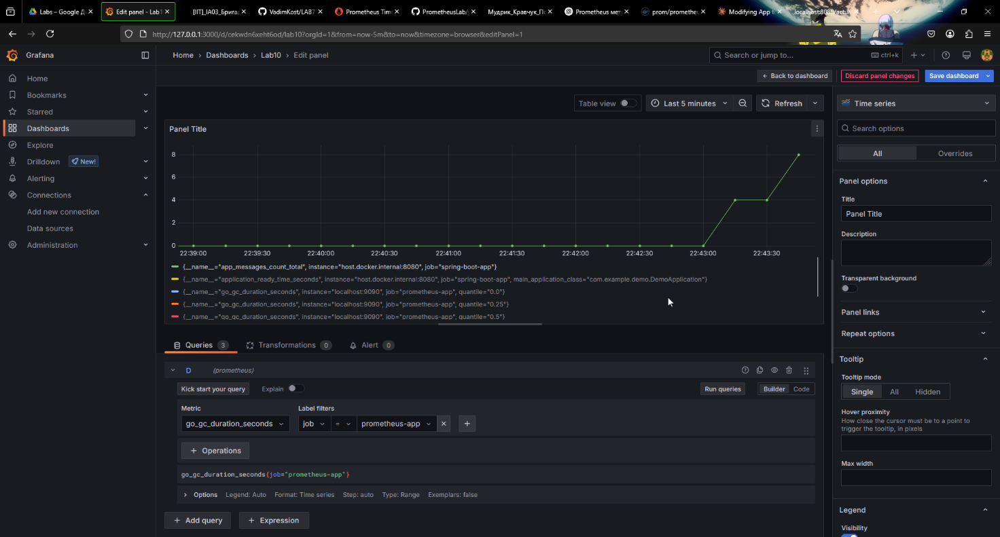 Labs – Google Д
Edit panel - Lab1
[ІІТ]_ІА03_Брига
VadimKost/LAB7
Prometheus Tim
PrometheusLab/
Мудрик_Кравчук_П
Prometheus мет
prom/promethe
Modifying App t
localhost:8080/actua
http://127.0.0.1:3000/d/cekwdn6xeht6od/lab10?orgId=1&from=now-5m&to=now&timezone=browser&editPanel=1
Grafana
Home › Dashboards › Lab10 › Edit panel
Search or jump to...
ctrl+k
Back to dashboard
Discard panel changes
Save dashboard
Home
Bookmarks
Starred
Dashboards
Explore
Drilldown
New!
Alerting
Connections
Add new connection
Data sources
Administration
Table view
Last 5 minutes
Refresh
Panel Title
8
6
4
2
0
22:39:00 22:39:30 22:40:00 22:40:30 22:41:00 22:41:30 22:42:00 22:42:30 22:43:00 22:43:30
{__name__="app_messages_count_total", instance="host.docker.internal:8080", job="spring-boot-app"}
{__name__="application_ready_time_seconds", instance="host.docker.internal:8080", job="spring-boot-app", main_application_class="com.example.demo.DemoApplication"}
{__name__="go_gc_duration_seconds", instance="localhost:9090", job="prometheus-app", quantile="0.0"}
{__name__="go_gc_duration_seconds", instance="localhost:9090", job="prometheus-app", quantile="0.25"}
{__name__="go_gc_duration_seconds", instance="localhost:9090", job="prometheus-app", quantile="0.5"}
Queries 3
Transformations 0
Alert 0
D
(prometheus)
Kick start your query
Explain
Run queries
Builder
Code
Metric
Label filters
go_gc_duration_seconds
job
=
prometheus-app
+ Operations
go_gc_duration_seconds{job="prometheus-app"}
Options Legend: Auto Format: Time series Step: auto Type: Range Exemplars: false
+ Add query
+ Expression
Time series
Search options
All
Overrides
Panel options
Title
Panel Title
Description
Transparent background
Panel links
Repeat options
Tooltip
Tooltip mode
Single
All
Hidden
Hover proximity
How close the cursor must be to a point to
trigger the tooltip, in pixels
Max width
Legend
Visibility